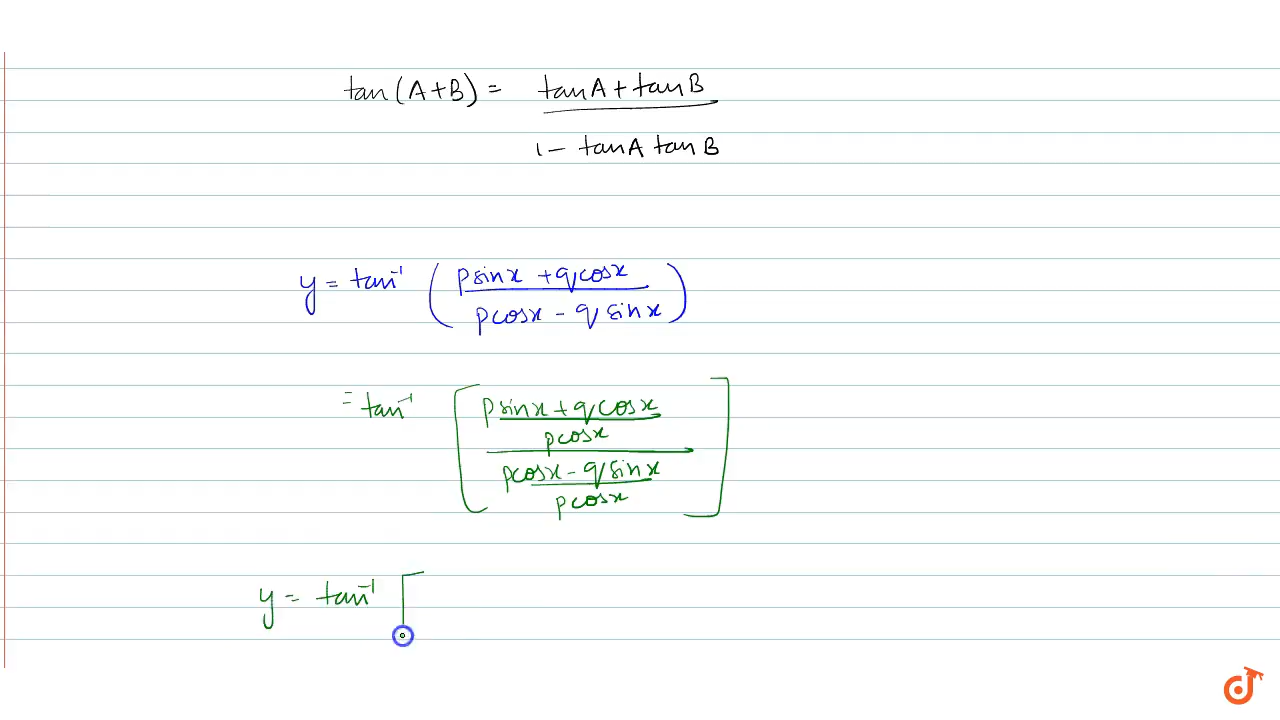 tan(A+B) = tanA + tanB
1 - tanA tanB
y = tan⁻¹ ( psinx + qcosx
pcosx - qsinx )
= tan⁻¹ [ psinx + qcosx
pcosx
pcosx - qsinx
pcosx ]
y = tan⁻¹ [